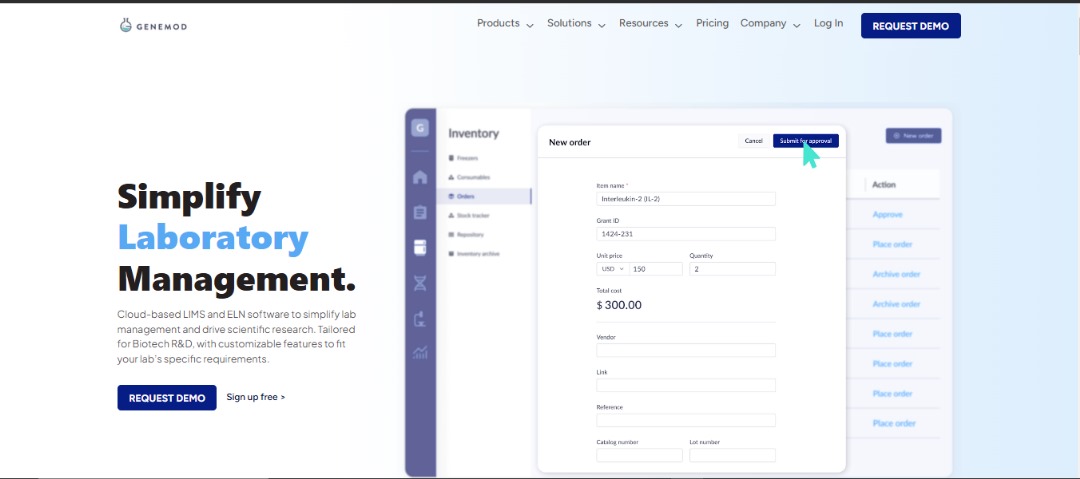 GENEMOD
Products
Solutions
Resources
Pricing
Company
Log In
REQUEST DEMO
Simplify
Laboratory
Management.
Cloud-based LIMS and ELN software to simplify lab
management and drive scientific research. Tailored
for Biotech R&D, with customizable features to fit
your lab's specific requirements.
REQUEST DEMO
Sign up free >
G
Inventory
Freezers
Consumables
Orders
Stock tracker
Repository
Inventory archive
New order
Cancel
Submit for approval
Item name *
Interleukin-2 (IL-2)
Grant ID
1424-231
Unit price
Quantity
USD
150
2
Total cost
$ 300.00
Vendor
Link
Reference
Catalog number
Lot number
New order
Action
Approve
Place order
Archive order
Archive order
Place order
Place order
Place order
Place order